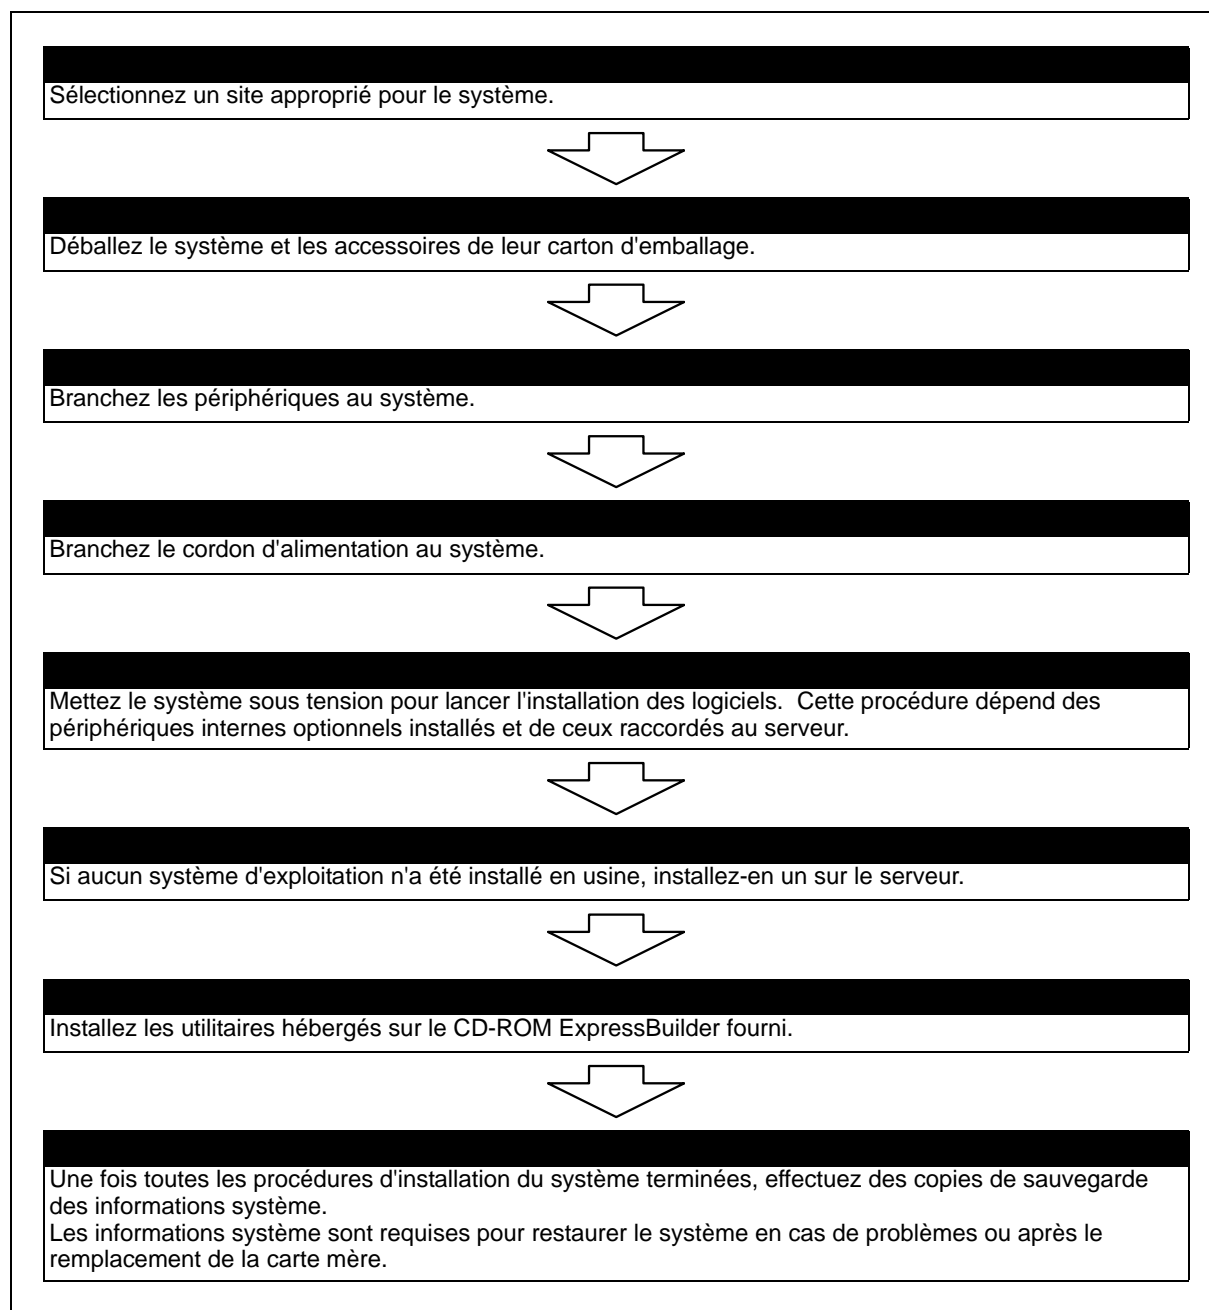 Sélectionnez un site approprié pour le système.
Déballez le système et les accessoires de leur carton d'emballage.
Branchez les périphériques au système.
Branchez le cordon d'alimentation au système.
Mettez le système sous tension pour lancer l'installation des logiciels.  Cette procédure dépend des
périphériques internes optionnels installés et de ceux raccordés au serveur.
Si aucun système d'exploitation n'a été installé en usine, installez-en un sur le serveur.
Installez les utilitaires hébergés sur le CD-ROM ExpressBuilder fourni.
Une fois toutes les procédures d'installation du système terminées, effectuez des copies de sauvegarde
des informations système.
Les informations système sont requises pour restaurer le système en cas de problèmes ou après le
remplacement de la carte mère.